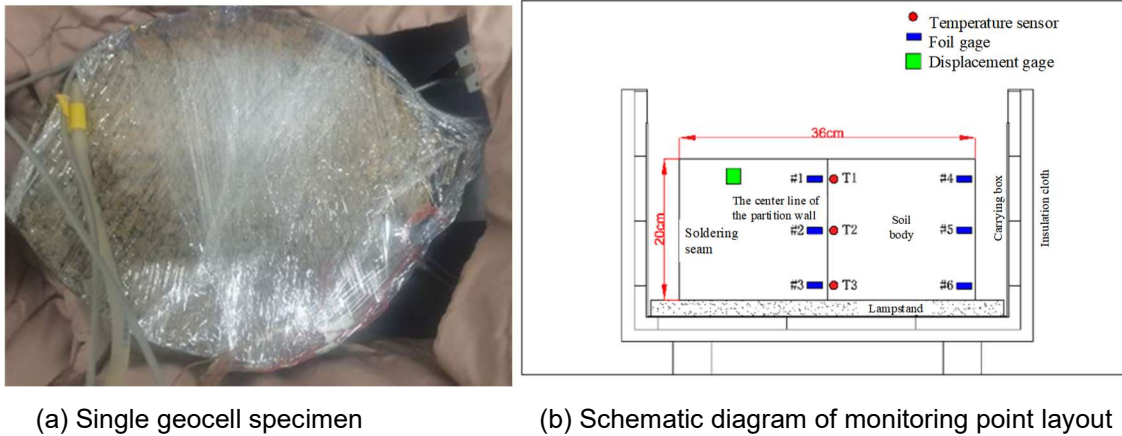 Temperature sensor
Foil gage
Displacement gage
36cm
20cm
#1
T1
#4
The center line of
the partition wall
Soldering
seam
#2
T2
Soil
body
#5
#3
T3
#6
Lampstand
Carrying box
Insulation cloth
(a) Single geocell specimen
(b) Schematic diagram of monitoring point layout